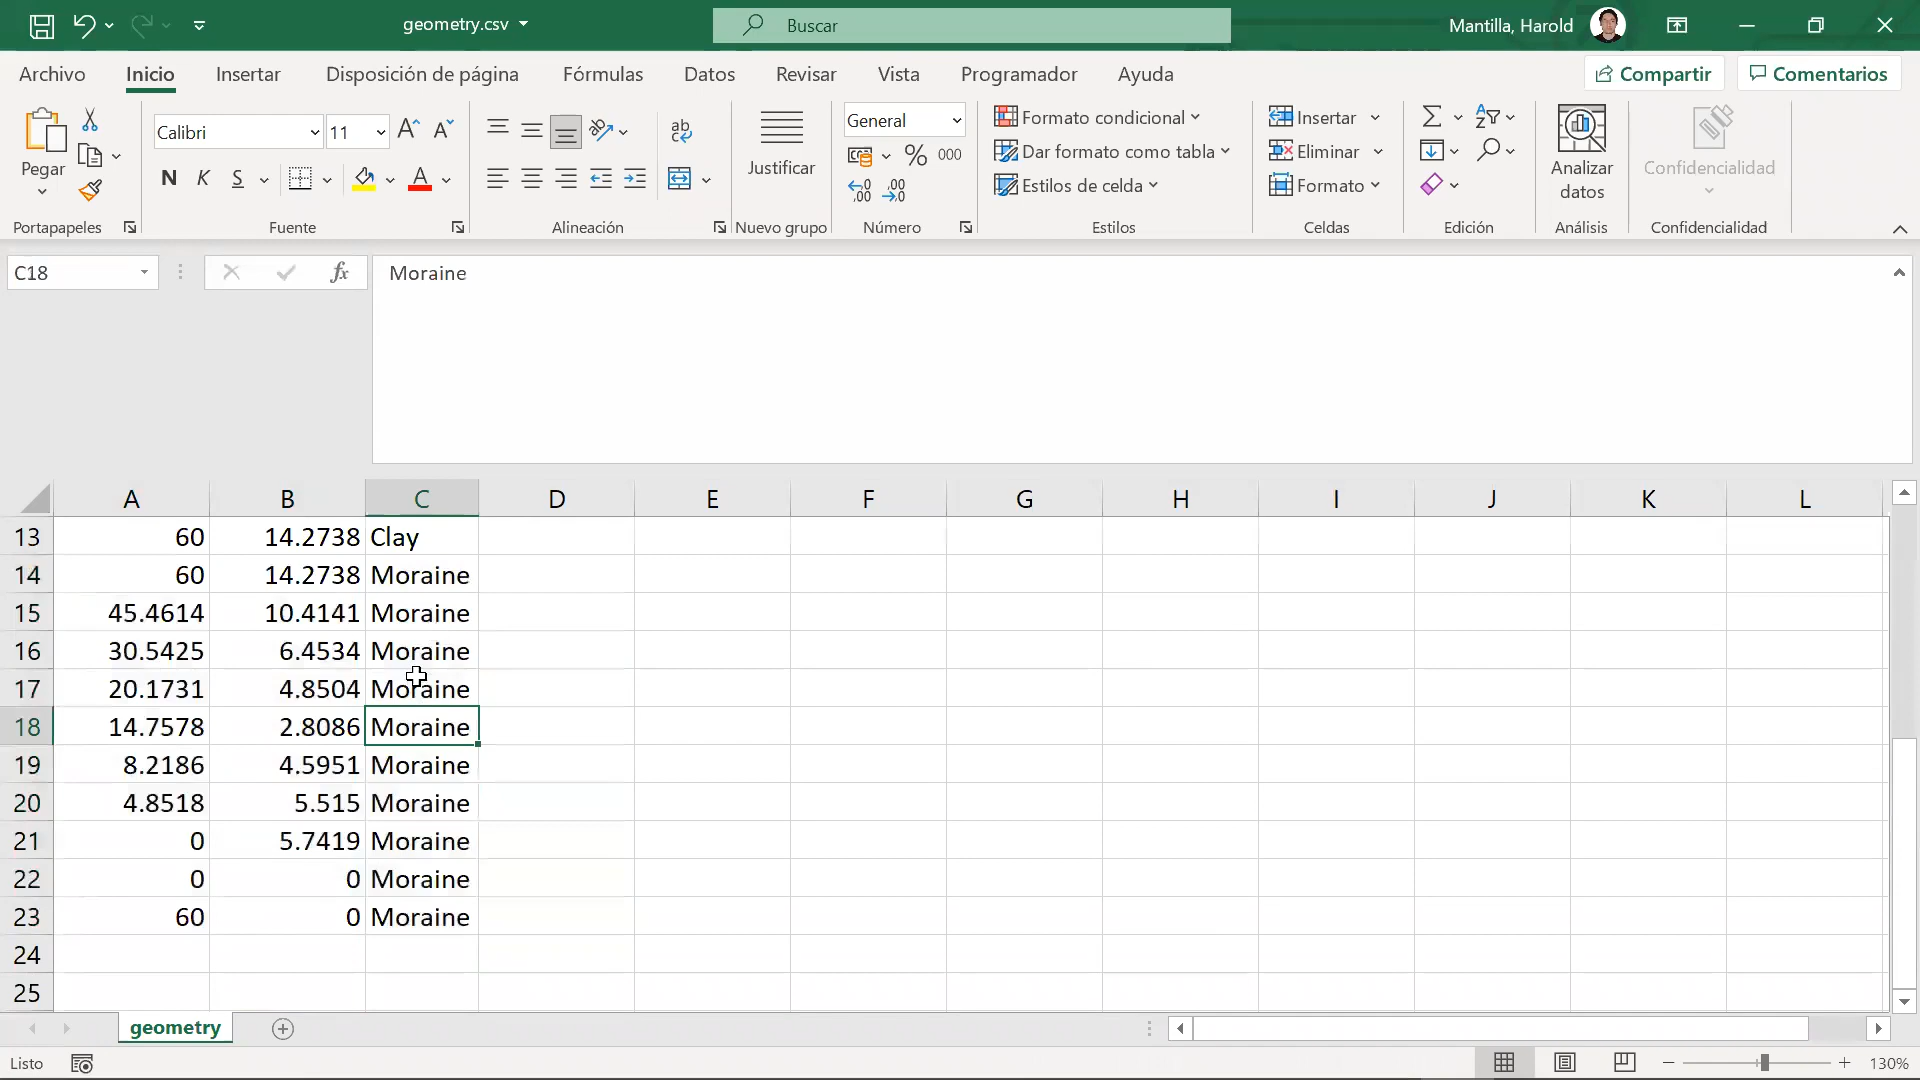 geometry.csv
Buscar
Mantilla, Harold
Archivo Inicio Insertar Disposición de página Fórmulas Datos Revisar Vista Programador Ayuda Compartir Comentarios
Pegar
Portapapeles
Calibri 11
N K S
Fuente
ab
Alineación
Justificar
Nuevo grupo
General
% 000
Número
Formato condicional
Dar formato como tabla
Estilos de celda
Estilos
Insertar
Eliminar
Formato
Celdas
Edición
Analizar
datos
Análisis
Confidencialidad
Confidencialidad
C18 fx Moraine
A B C D E F G H I J K L
13 60 14.2738 Clay
14 60 14.2738 Moraine
15 45.4614 10.4141 Moraine
16 30.5425 6.4534 Moraine
17 20.1731 4.8504 Moraine
18 14.7578 2.8086 Moraine
19 8.2186 4.5951 Moraine
20 4.8518 5.515 Moraine
21 0 5.7419 Moraine
22 0 0 Moraine
23 60 0 Moraine
24
25
geometry
Listo 130%